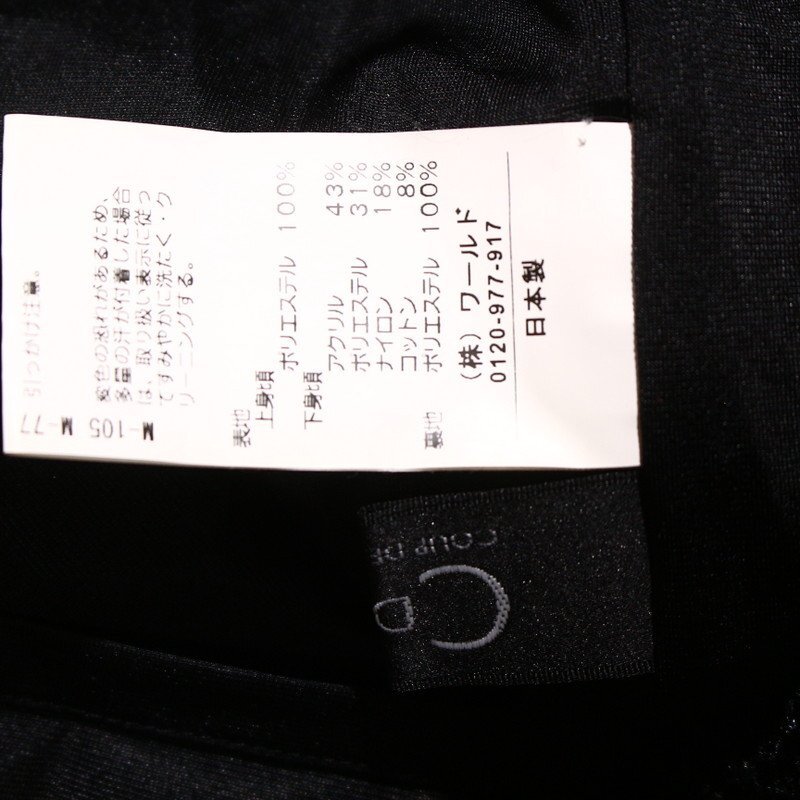 M-77 引っかけ注意。
M-105
変色の恐れがあるため、
多量の汗が付着した場合
は、取り扱い表示に従っ
てすみやかに洗たく・ク
リーニングする。
表地
上身頃
ポリエステル 100%
下身頃
アクリル 43%
ポリエステル 31%
ナイロン 18%
コットン 8%
裏地 ポリエステル 100%
(株) ワールド
0120-977-917
日本製
COUP DE